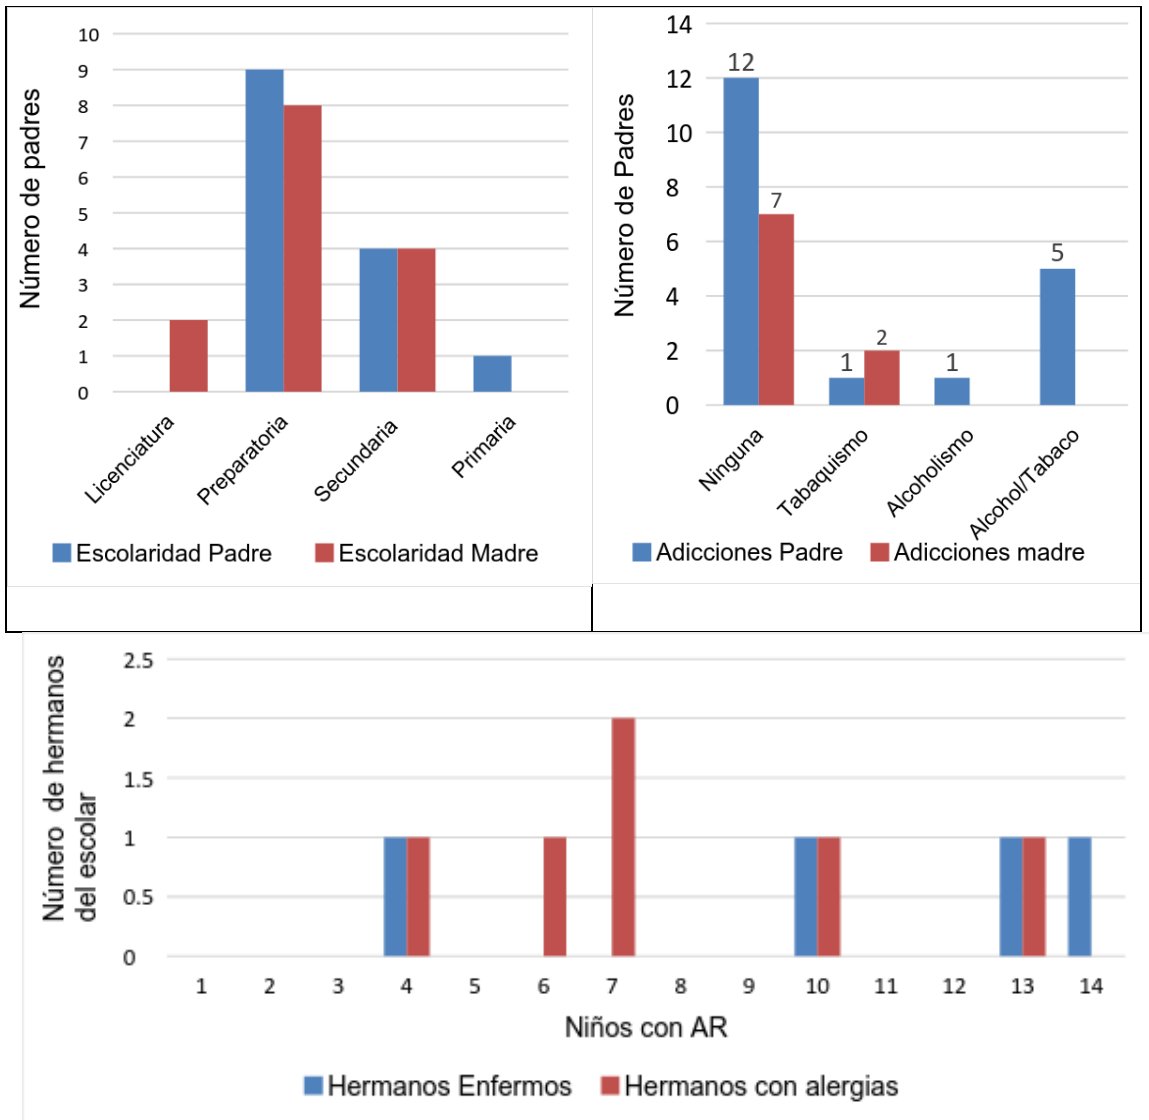 Número de padres
10
9
8
7
6
5
4
3
2
1
0
Licenciatura
Preparatoria
Secundaria
Primaria
Escolaridad Padre
Escolaridad Madre
Número de Padres
14
12
10
8
6
4
2
0
12
7
1
2
1
5
Ninguna
Tabaquismo
Alcoholismo
Alcohol/Tabaco
Adicciones Padre
Adicciones madre
Número de hermanos
del escolar
2.5
2
1.5
1
0.5
0
1 2 3 4 5 6 7 8 9 10 11 12 13 14
Niños con AR
Hermanos Enfermos
Hermanos con alergias